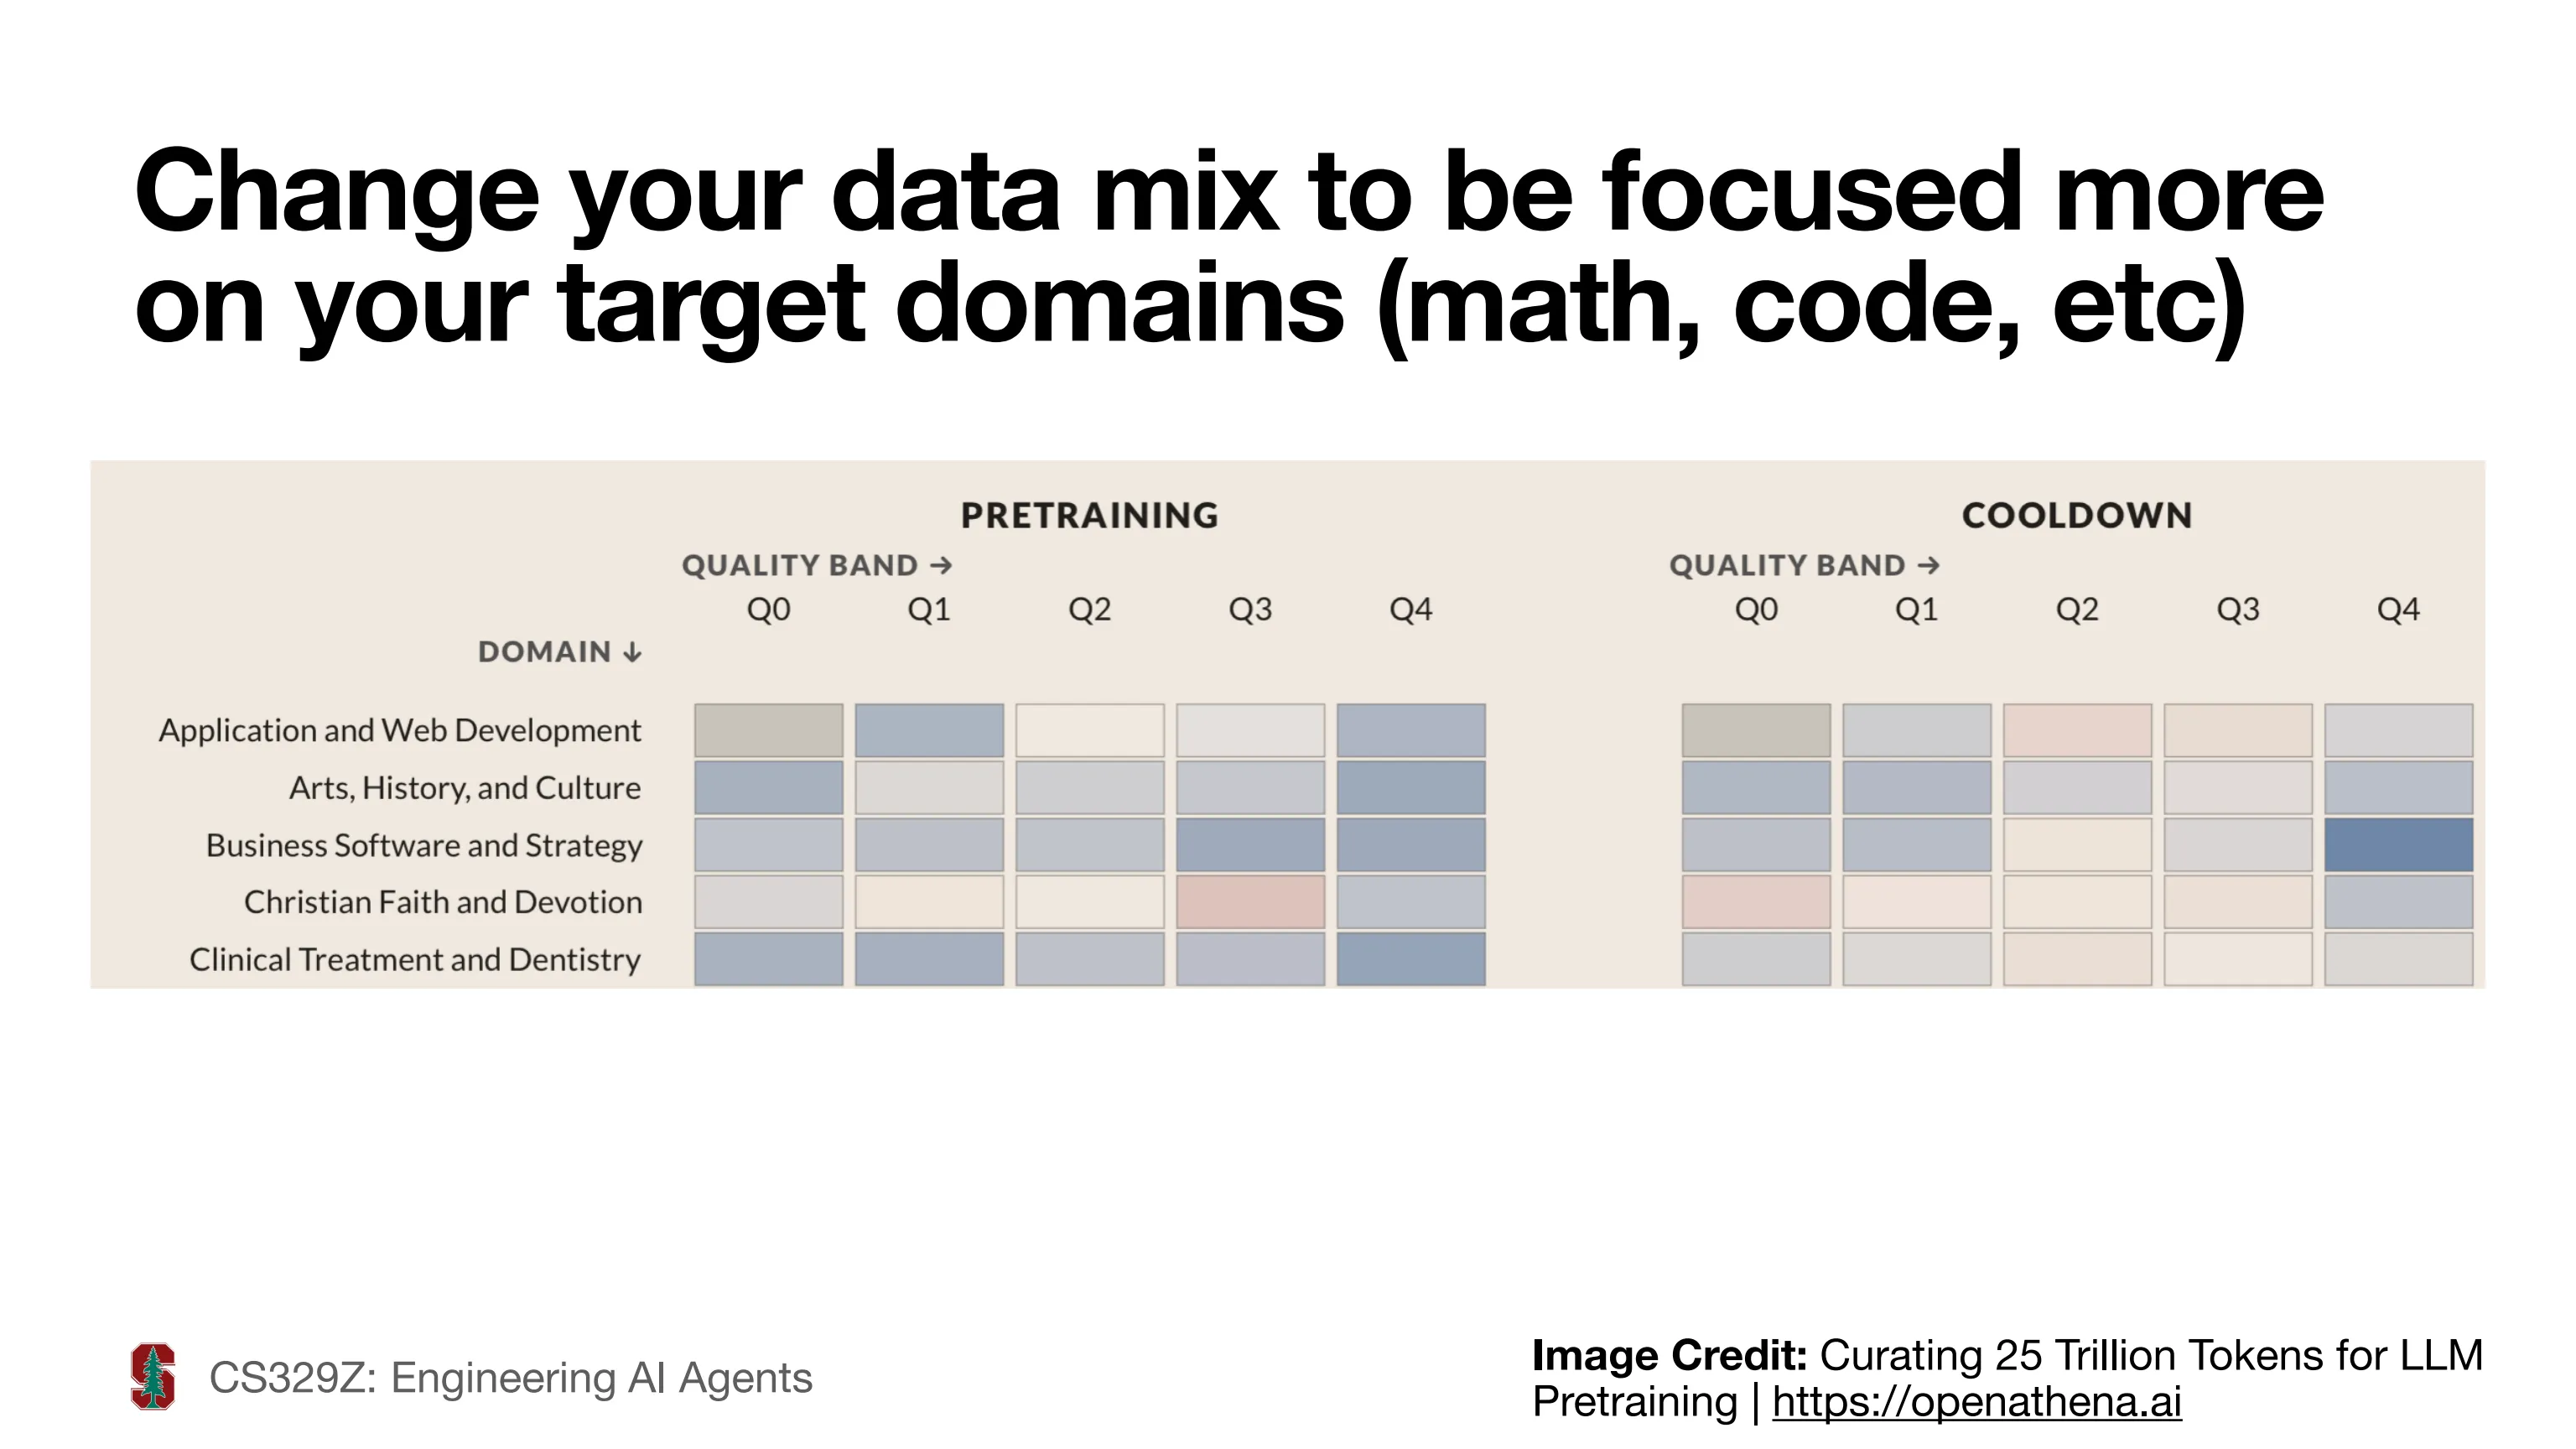 Change your data mix to be focused more
on your target domains (math, code, etc)
PRETRAINING
COOLDOWN
QUALITY BAND →
QUALITY BAND →
Q0 Q1 Q2 Q3 Q4
Q0 Q1 Q2 Q3 Q4
DOMAIN ↓
Application and Web Development
Arts, History, and Culture
Business Software and Strategy
Christian Faith and Devotion
Clinical Treatment and Dentistry
CS329Z: Engineering AI Agents
Image Credit: Curating 25 Trillion Tokens for LLM
Pretraining | https://openathena.ai